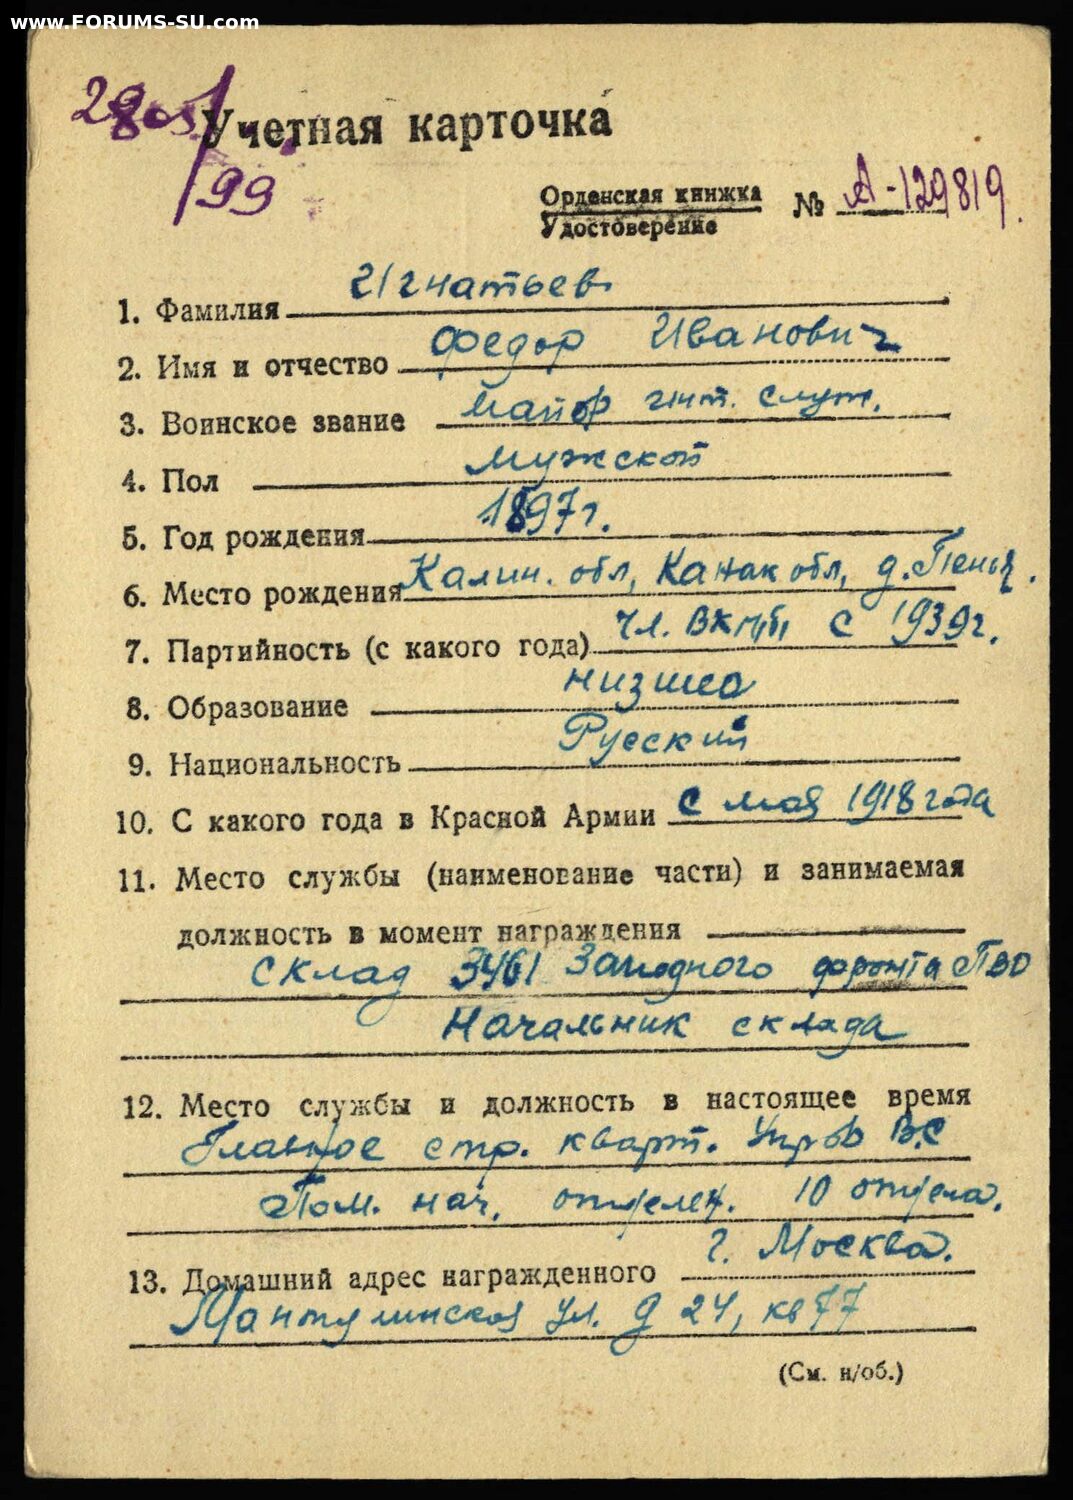 www.FORUMS-SU.com
Учетная карточка
/99
Орденская книжка
Удостоверение
№ А-129819.
1. Фамилия Игнатьев
2. Имя и отчество Федор Иванович
3. Воинское звание майор инт. служ.
4. Пол мужской
5. Год рождения 1897 г.
6. Место рождения Калин. обл, обл, д.
7. Партийность (с какого года) чл. ВКП/б/ с 1939 г.
8. Образование низшее
9. Национальность Русский
10. С какого года в Красной Армии с мая 1918 года
11. Место службы (наименование части) и занимаемая
должность в момент награждения
склад 3461 Западного фронта ПВО
Начальник склада
12. Место службы и должность в настоящее время
Главное стр. кварт. Упр ВС
Пом. нач. отделен. 10 отдела.
13. Домашний адрес награжденного г. Москва.
Мантулинская ул. д 24, кв 77
(См. н/об.)